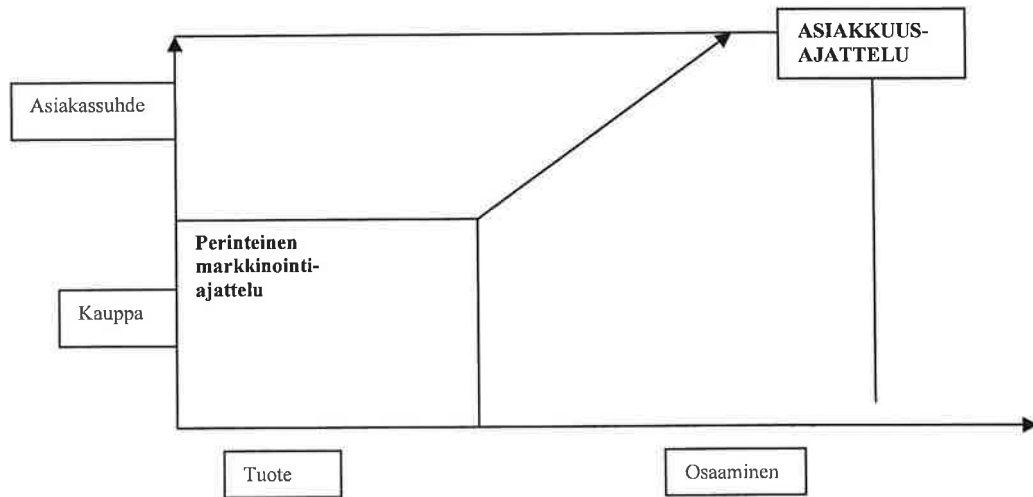 ASIAKKUUS-
AJATTELU
Asiakassuhde
Perinteinen
markkinointi-
ajattelu
Kauppa
Tuote
Osaaminen